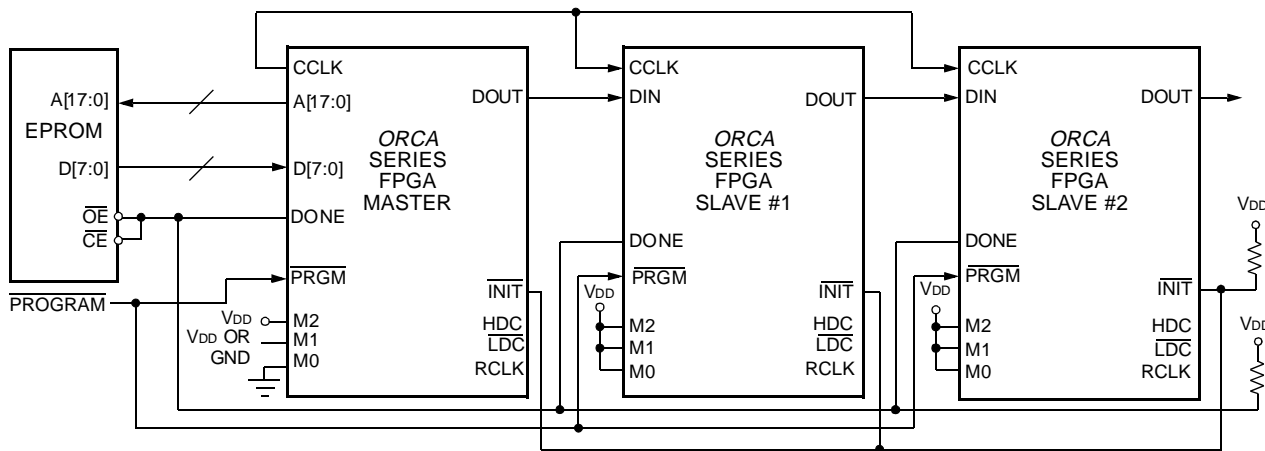 A[17:0]
EPROM
D[7:0]
OE
CE
PROGRAM
CCLK
A[17:0]
DOUT
ORCA
SERIES
FPGA
MASTER
D[7:0]
DONE
PRGM
INIT
VDD
M2
HDC
VDD OR
M1
LDC
GND
M0
RCLK
CCLK
DIN
DOUT
ORCA
SERIES
FPGA
SLAVE #1
DONE
PRGM
VDD
INIT
M2
HDC
M1
LDC
M0
RCLK
CCLK
DIN
DOUT
ORCA
SERIES
FPGA
SLAVE #2
DONE
PRGM
VDD
INIT
M2
HDC
M1
LDC
M0
RCLK
VDD
VDD